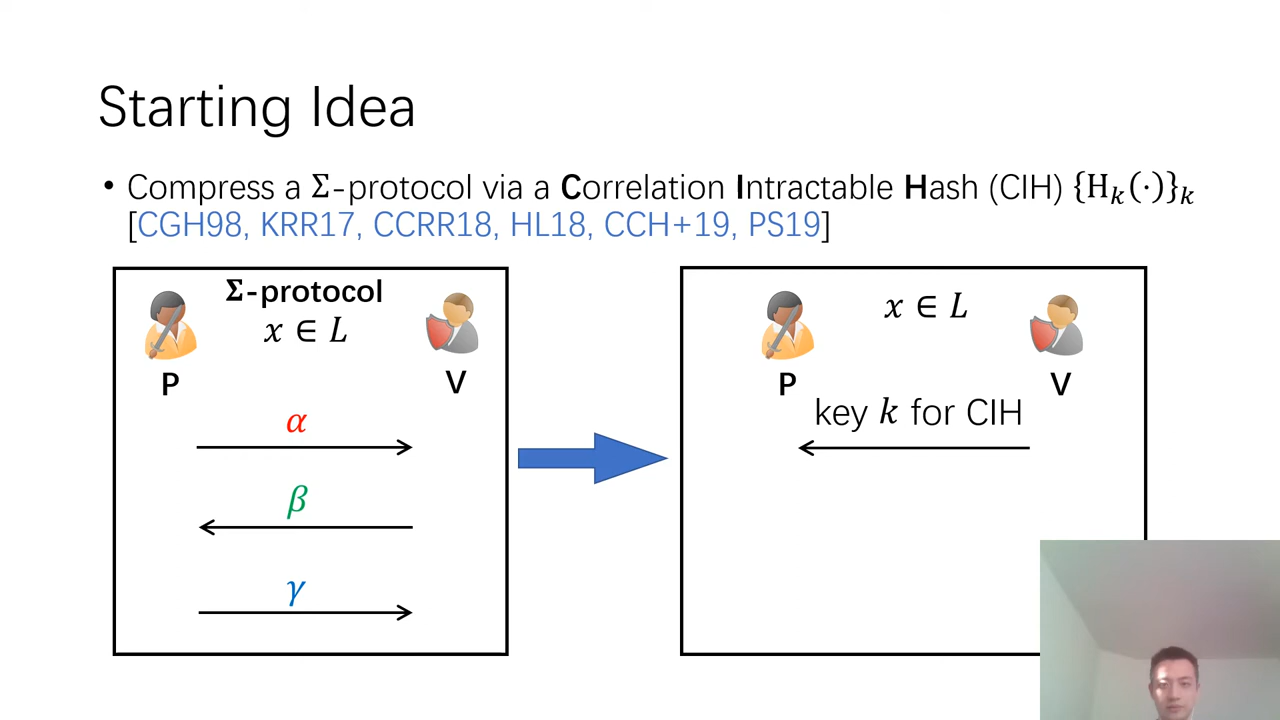 Starting Idea
• Compress a Σ-protocol via a Correlation Intractable Hash (CIH) {H_k(·)}_k
[CGH98, KRR17, CCRR18, HL18, CCH+19, PS19]
Σ-protocol
x ∈ L
P
V
α
β
γ
x ∈ L
P
V
key k for CIH